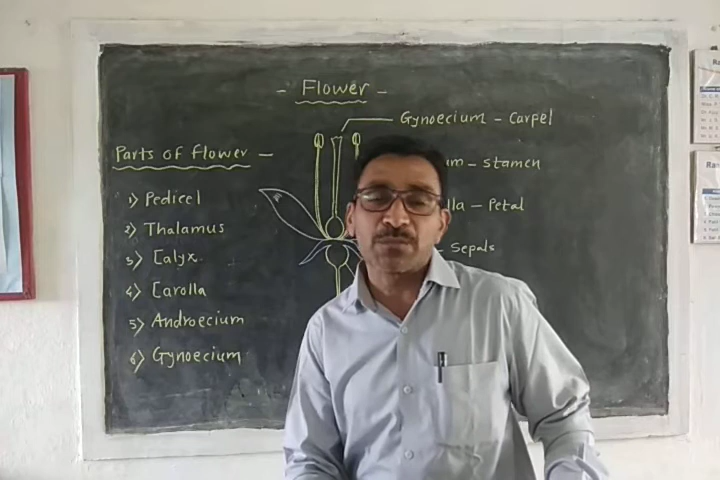 - Flower -
Gynoecium - Carpel
Parts of flower -
um - stamen
1) Pedicel
lla - Petal
2) Thalamus
Sepals
3) Calyx
4) Carolla
5) Androecium
6) Gynoecium